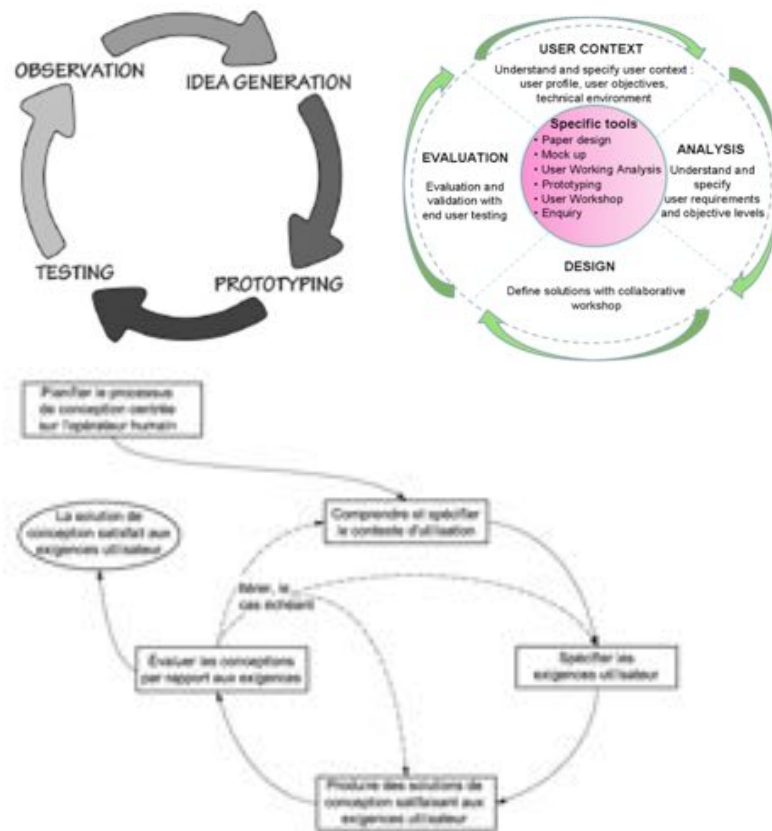 OBSERVATION
IDEA GENERATION
PROTOTYPING
TESTING
USER CONTEXT
Understand and specify user context :
user profile, user objectives,
technical environment
Specific tools
• Paper design
• Mock up
• User Working Analysis
• Prototyping
• User Workshop
• Enquiry
EVALUATION
Evaluation and
validation with
end user testing
ANALYSIS
Understand and
specify
user requirements
and objective levels
DESIGN
Define solutions with collaborative
workshop
Planifier le processus
de conception centrée
sur l'opérateur humain
La solution de
conception satisfait aux
exigences utilisateur
Comprendre et spécifier
le contexte d'utilisation
Itérer, le
cas échéant
Évaluer les conceptions
par rapport aux exigences
Spécifier les
exigences utilisateur
Produire des solutions de
conception satisfaisant aux
exigences utilisateur